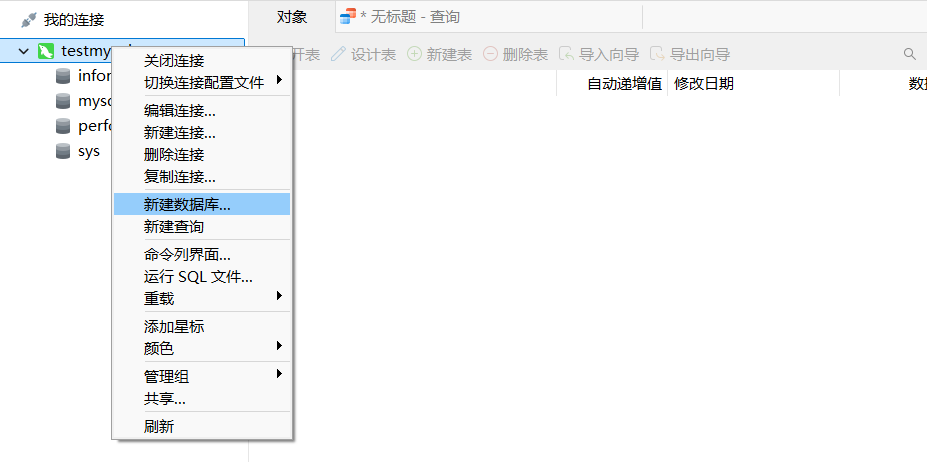 我的连接
对象
* 无标题 - 查询
开表
设计表
新建表
删除表
导入向导
导出向导
自动递增值
修改日期
sys
关闭连接
切换连接配置文件
编辑连接...
新建连接...
删除连接
复制连接...
新建数据库...
新建查询
命令列界面...
运行 SQL 文件...
重载
添加星标
颜色
管理组
共享...
刷新